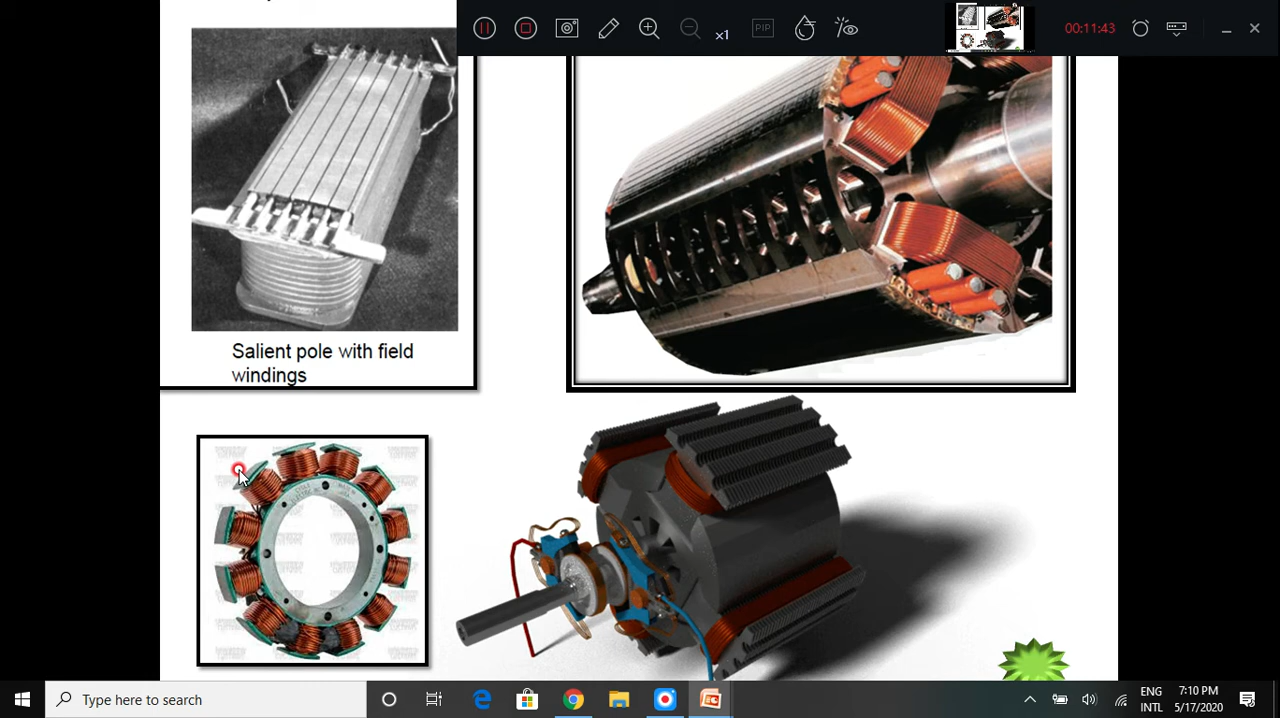 PIP
x1
00:11:43
Salient pole with field
windings
Type here to search
ENG
INTL
7:10 PM
5/17/2020